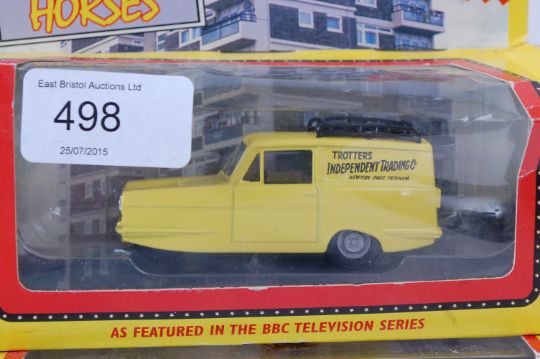 HORSES
East Bristol Auctions Ltd
498
25/07/2015
TROTTERS
INDEPENDENT TRADING Co
NEW YORK PARIS PECKHAM
AS FEATURED IN THE BBC TELEVISION SERIES